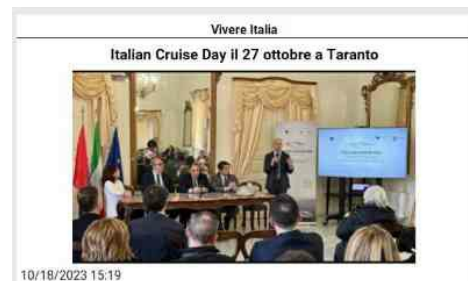 Vivere Italia
Italian Cruise Day il 27 ottobre a Taranto
10/18/2023 15:19